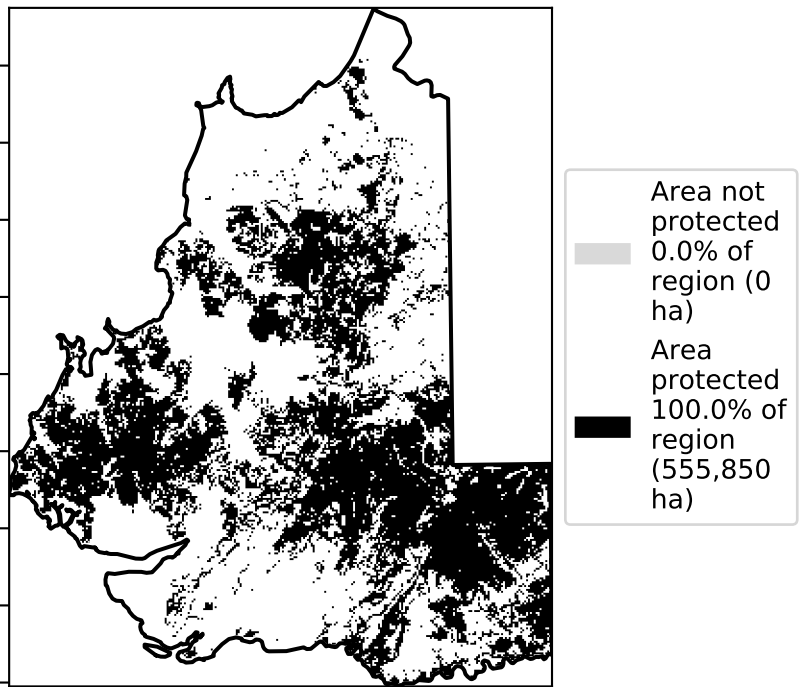 Area not
protected
0.0% of
region (0
ha)
Area
protected
100.0% of
region
(555,850
ha)